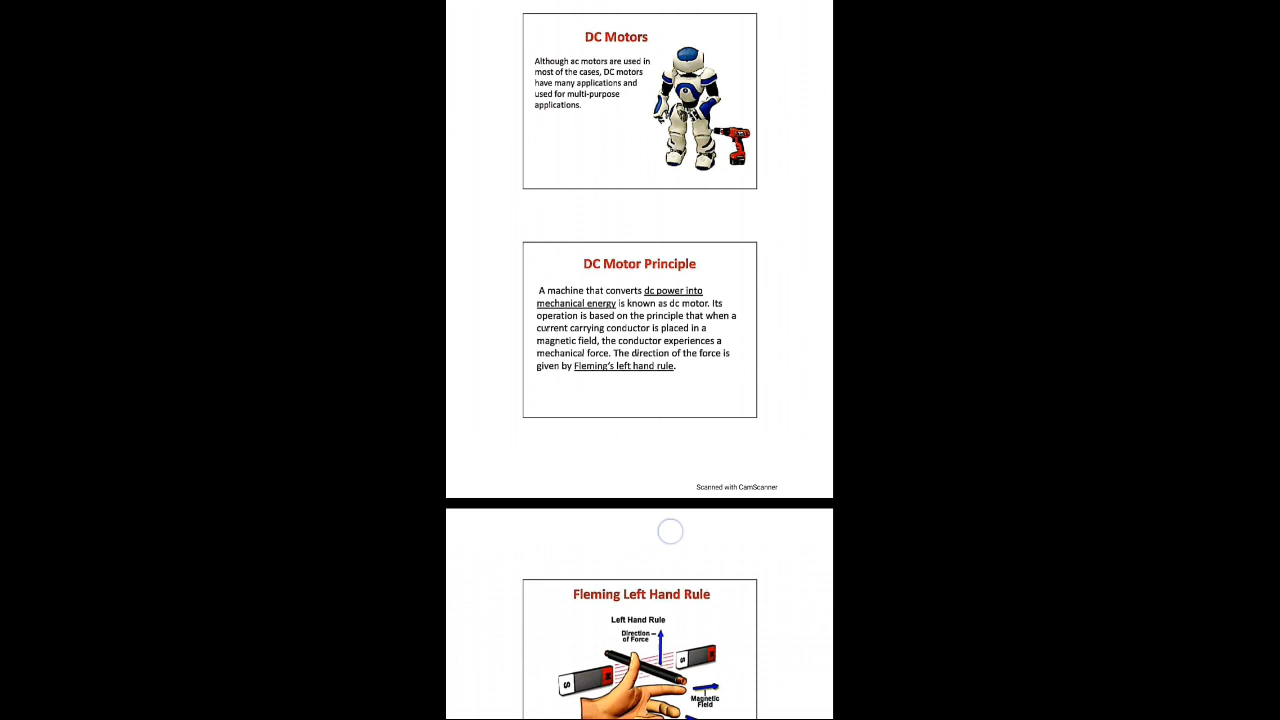 DC Motors
Although ac motors are used in
most of the cases, DC motors
have many applications and
used for multi-purpose
applications.
DC Motor Principle
A machine that converts dc power into
mechanical energy is known as dc motor. Its
operation is based on the principle that when a
current carrying conductor is placed in a
magnetic field, the conductor experiences a
mechanical force. The direction of the force is
given by Fleming's left hand rule.
Scanned with CamScanner
Fleming Left Hand Rule
Left Hand Rule
Direction
of Force
S
S
Magnetic
Field